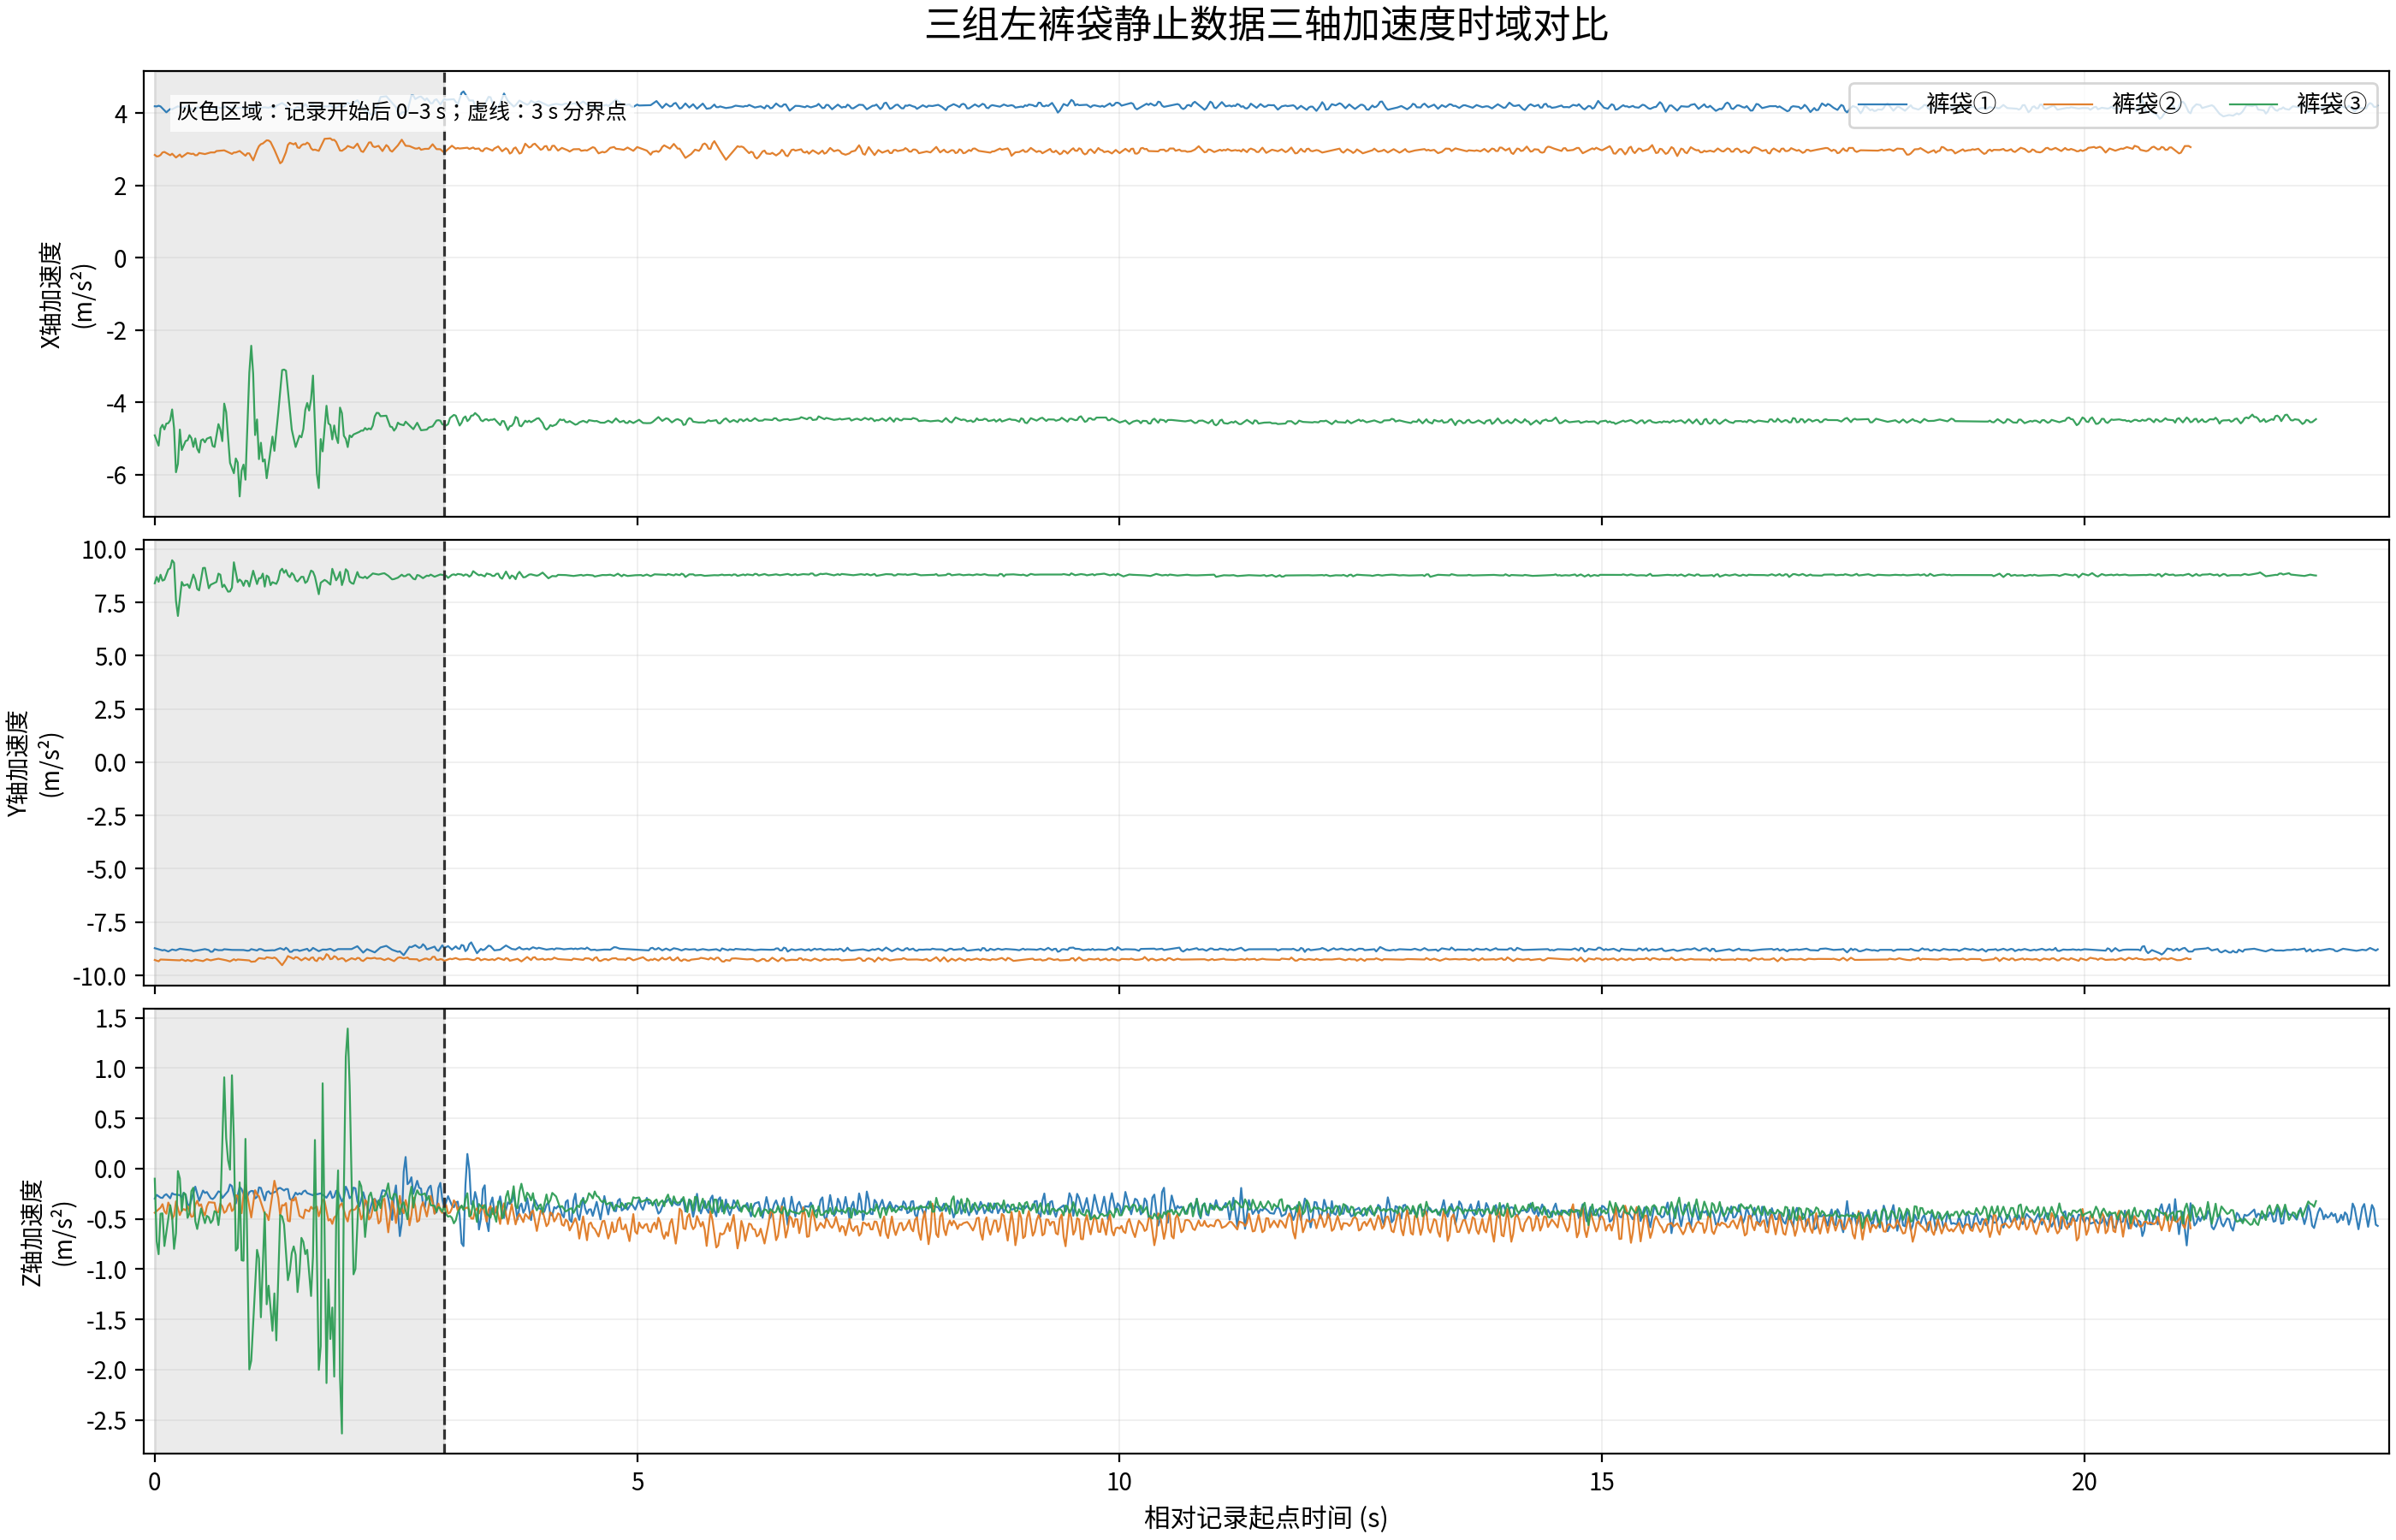 三组左裤袋静止数据三轴加速度时域对比
灰色区域：记录开始后 0–3 s；虚线：3 s 分界点
裤袋① 裤袋② 裤袋③
X轴加速度
(m/s²)
4
2
0
-2
-4
-6
Y轴加速度
(m/s²)
10.0
7.5
5.0
2.5
0.0
-2.5
-5.0
-7.5
-10.0
Z轴加速度
(m/s²)
1.5
1.0
0.5
0.0
-0.5
-1.0
-1.5
-2.0
-2.5
0 5 10 15 20
相对记录起点时间 (s)